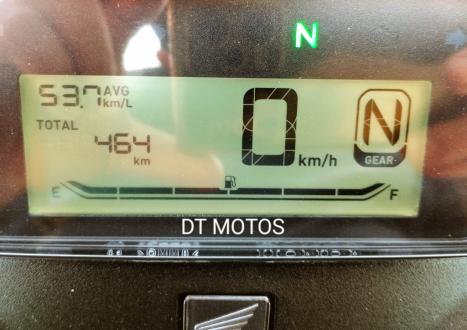 N
53.7 AVG km/L
TOTAL
464 km
0 km/h
N
GEAR
E F
DT MOTOS